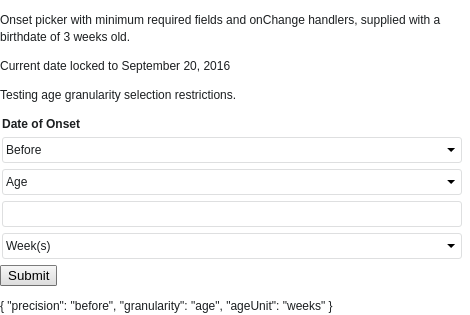 Onset picker with minimum required fields and onChange handlers, supplied with a
birthdate of 3 weeks old.
Current date locked to September 20, 2016
Testing age granularity selection restrictions.
Date of Onset
Before
Age
Week(s)
Submit
{ "precision": "before", "granularity": "age", "ageUnit": "weeks" }